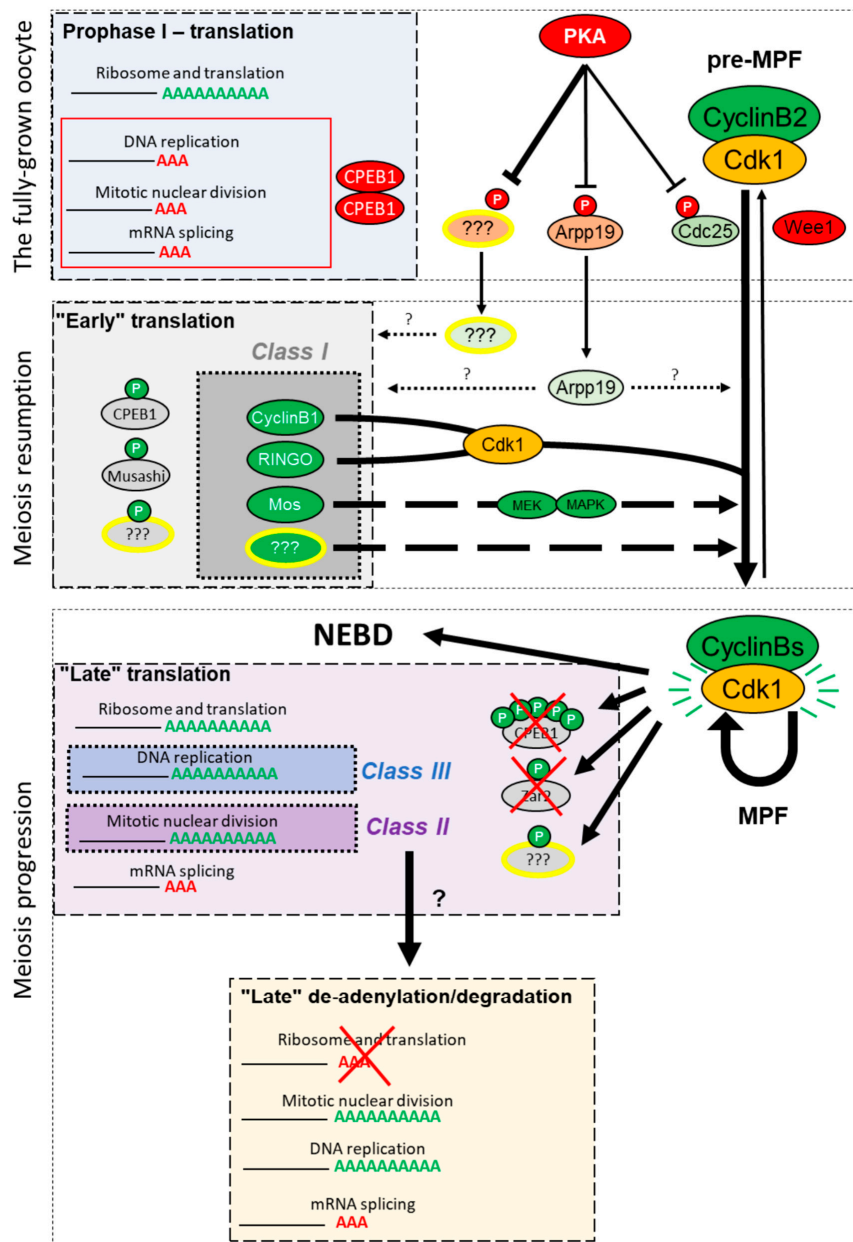 The fully-grown oocyte
Prophase I – translation
Ribosome and translation
AAAAAAAAAA
DNA replication
AAA
Mitotic nuclear division
AAA
mRNA splicing
AAA
CPEB1
CPEB1
PKA
P
???
P
Arpp19
P
Cdc25
pre-MPF
CyclinB2
Cdk1
Wee1
Meiosis resumption
"Early" translation
Class I
P
CPEB1
P
Musashi
P
???
CyclinB1
RINGO
Mos
???
?
???
?
Arpp19
?
Cdk1
MEK
MAPK
Meiosis progression
NEBD
CyclinBs
Cdk1
MPF
"Late" translation
Ribosome and translation
AAAAAAAAAA
DNA replication
AAAAAAAAAA
Class III
Mitotic nuclear division
AAAAAAAAAA
Class II
mRNA splicing
AAA
P P P P P
CPEB1
P
Zar2
P
???
?
"Late" de-adenylation/degradation
Ribosome and translation
AAA
Mitotic nuclear division
AAAAAAAAAA
DNA replication
AAAAAAAAAA
mRNA splicing
AAA